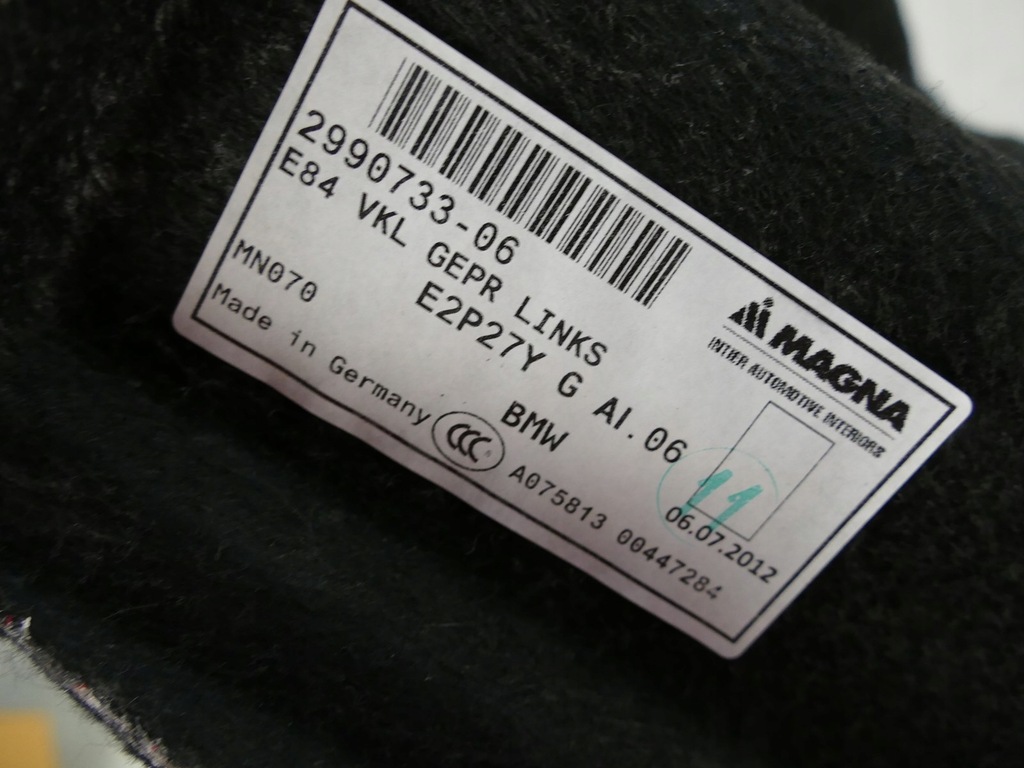 2990733-06
E84 VKL GEPR LINKS
E2P27Y G AI.06
MAGNA
INTIER AUTOMOTIVE INTERIORS
MN070
BMW
11
06.07.2012
Made in Germany
CCC
A075813 00447284